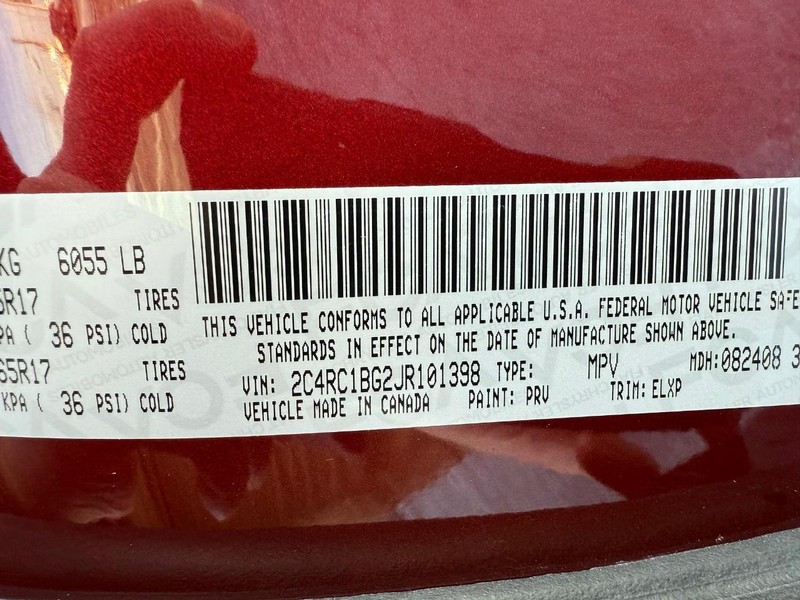 KG 6055 LB
5R17 TIRES
KPA ( 36 PSI) COLD
65R17 TIRES
KPA ( 36 PSI) COLD
THIS VEHICLE CONFORMS TO ALL APPLICABLE U.S.A. FEDERAL MOTOR VEHICLE SAFE
STANDARDS IN EFFECT ON THE DATE OF MANUFACTURE SHOWN ABOVE.
VIN: 2C4RC1BG2JR101398 TYPE: MPV MDH:082408 3
VEHICLE MADE IN CANADA PAINT: PRV TRIM: ELXP